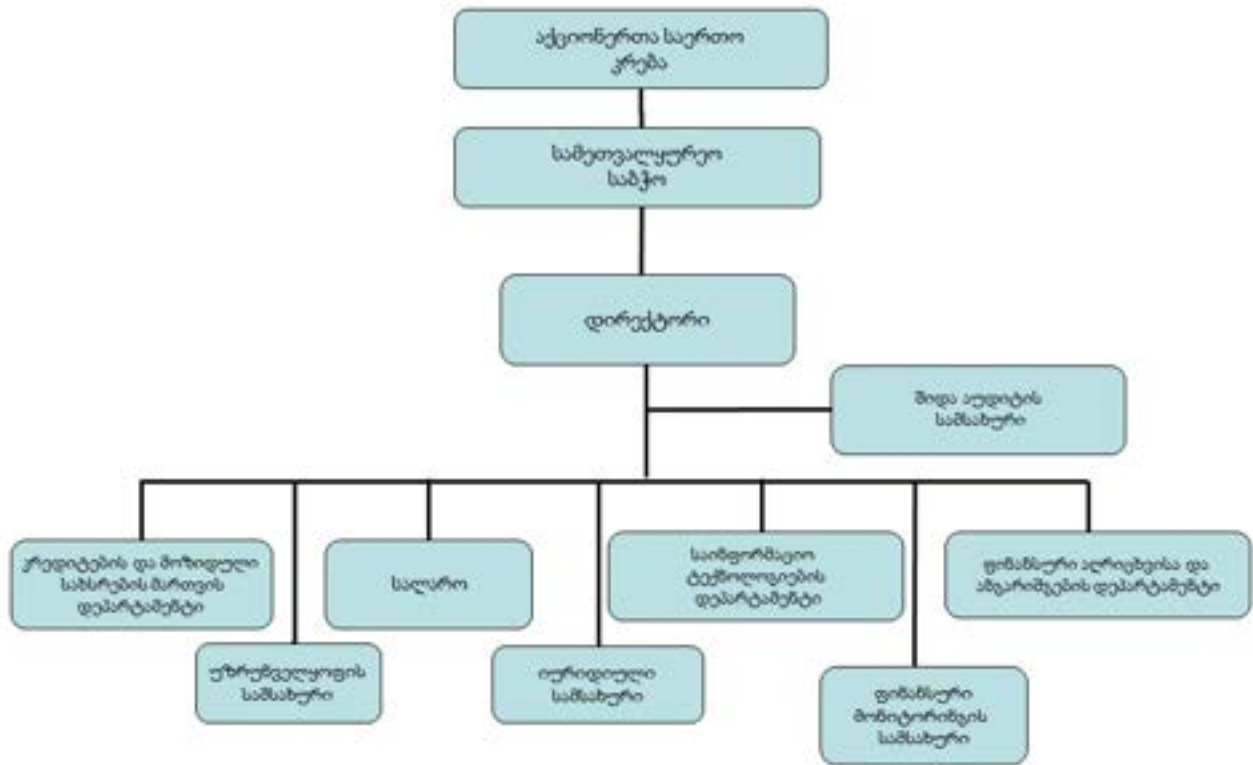 აქციონერთა საერთო
კრება
სამეთვალყურეო
საბჭო
დირექტორი
შიდა აუდიტის
სამსახური
კრედიტების და მოზიდული
სახსრების მართვის
დეპარტამენტი
სალარო
საინფორმაციო
ტექნოლოგიების
დეპარტამენტი
ფინანსური აღრიცხვისა და
ანგარიშგების დეპარტამენტი
უზრუნველყოფის
სამსახური
იურიდიული
სამსახური
ფინანსური
მონიტორინგის
სამსახური